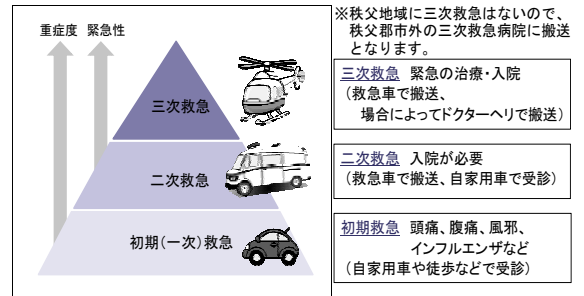 重症度 緊急性
三次救急
二次救急
初期(一次)救急
※秩父地域に三次救急はないので、
秩父郡市外の三次救急病院に搬送
となります。
三次救急 緊急の治療・入院
(救急車で搬送、
場合によってドクターヘリで搬送)
二次救急 入院が必要
(救急車で搬送、自家用車で受診)
初期救急 頭痛、腹痛、風邪、
インフルエンザなど
(自家用車や徒歩などで受診)